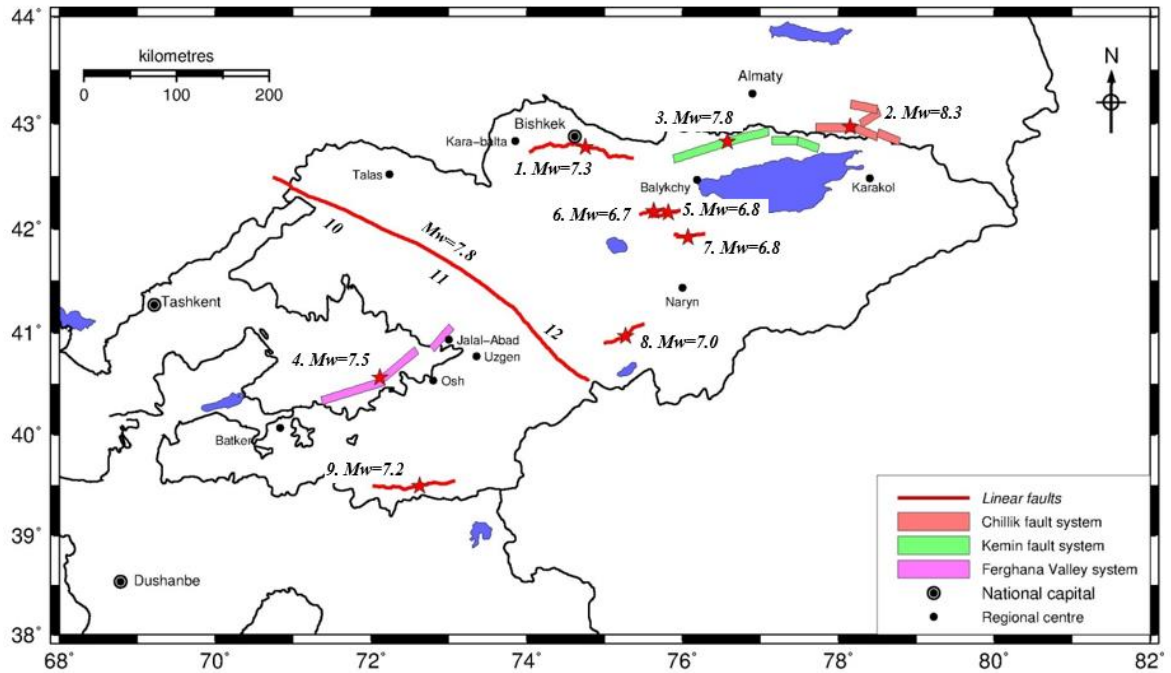 44˚
43˚
42˚
41˚
40˚
39˚
38˚
68˚
70˚
72˚
74˚
76˚
78˚
80˚
82˚
kilometres
0 100 200
N
Almaty
2. Mw=8.3
3. Mw=7.8
Bishkek
Kara-balta
1. Mw=7.3
Talas
Balykchy
Karakol
6. Mw=6.7
5. Mw=6.8
7. Mw=6.8
10
Mw=7.8
11
12
Naryn
Tashkent
8. Mw=7.0
Jalal-Abad
4. Mw=7.5
Uzgen
Osh
Batken
9. Mw=7.2
Dushanbe
Linear faults
Chillik fault system
Kemin fault system
Ferghana Valley system
National capital
Regional centre